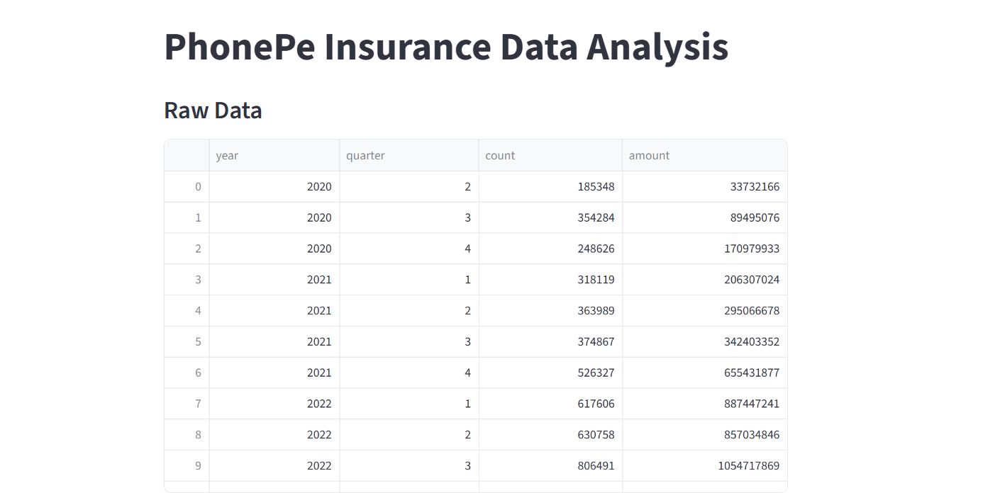 PhonePe Insurance Data Analysis
Raw Data
year quarter count amount
0 2020 2 185348 33732166
1 2020 3 354284 89495076
2 2020 4 248626 170979933
3 2021 1 318119 206307024
4 2021 2 363989 295066678
5 2021 3 374867 342403352
6 2021 4 526327 655431877
7 2022 1 617606 887447241
8 2022 2 630758 857034846
9 2022 3 806491 1054717869